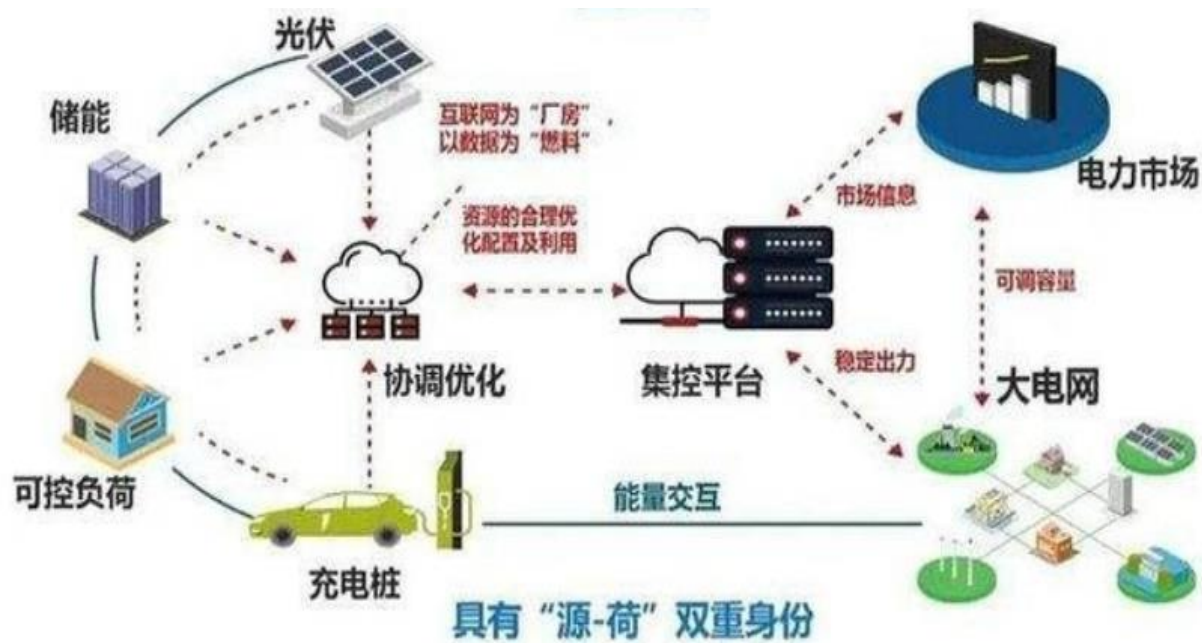 光伏
储能
互联网为“厂房”
以数据为“燃料”
电力市场
市场信息
资源的合理优
化配置及利用
可调容量
协调优化
集控平台
稳定出力
大电网
可控负荷
能量交互
充电桩
具有“源-荷”双重身份